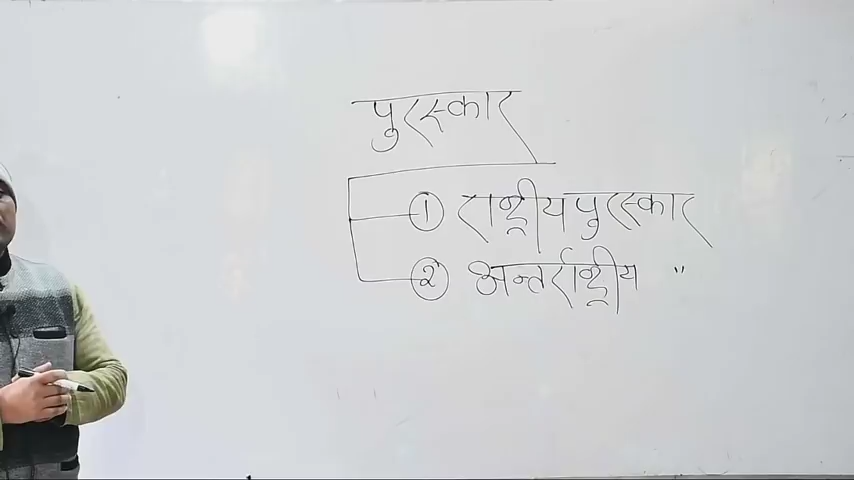 पुरस्कार
① राष्ट्रीय पुरस्कार
② अन्तर्राष्ट्रीय "